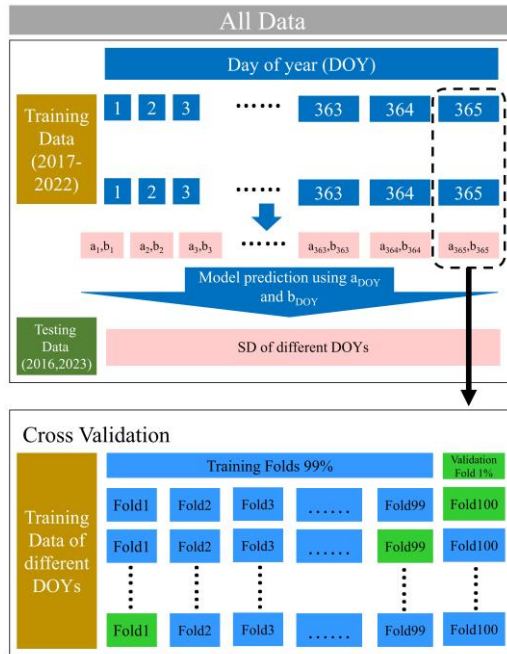 All Data
Day of year (DOY)
Training
Data
(2017-
2022)
1 2 3 ...... 363 364 365
1 2 3 ...... 363 364 365
a₁,b₁ a₂,b₂ a₃,b₃ ...... a₃₆₃,b₃₆₃ a₃₆₄,b₃₆₄ a₃₆₅,b₃₆₅
Model prediction using a_DOY
and b_DOY
Testing
Data
(2016,2023)
SD of different DOYs
Cross Validation
Training Folds 99%
Validation
Fold 1%
Training
Data of
different
DOYs
Fold1 Fold2 Fold3 ...... Fold99 Fold100
Fold1 Fold2 Fold3 ...... Fold99 Fold100
Fold1 Fold2 Fold3 ...... Fold99 Fold100